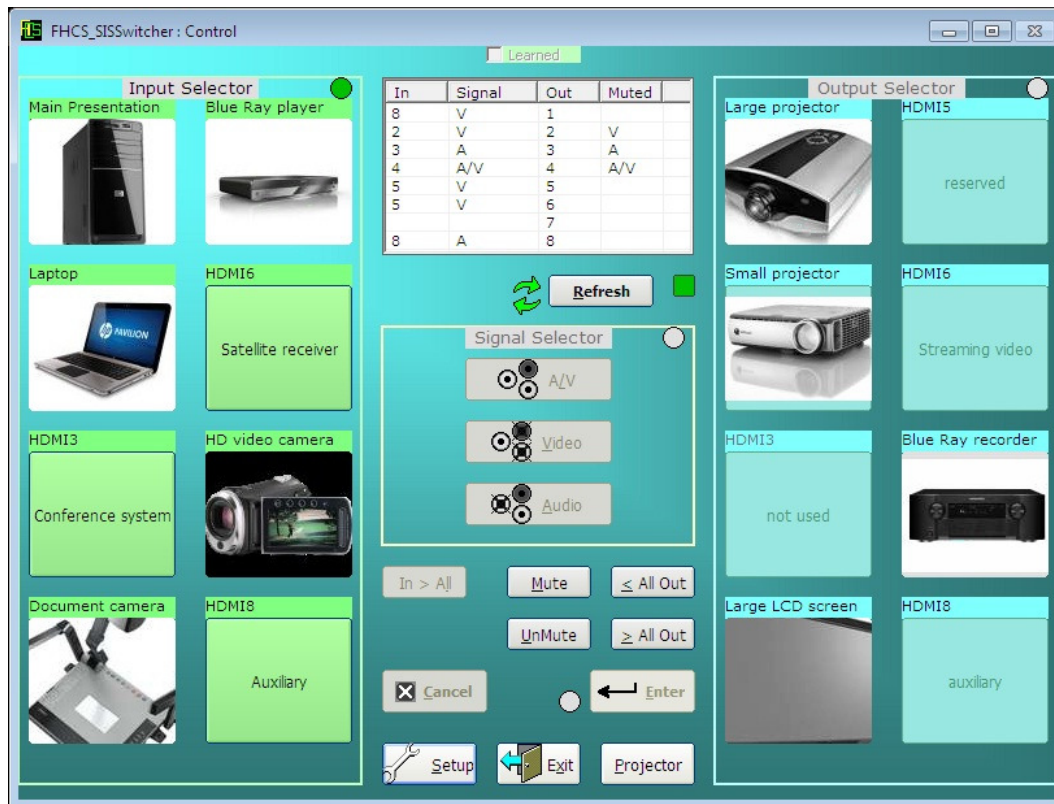 FHCS_SISSwitcher : Control
Learned
Input Selector
Main Presentation
Blue Ray player
Laptop
PAVILION
HDMI6
Satellite receiver
HDMI3
Conference system
HD video camera
Document camera
HDMI8
Auxiliary
In Signal Out Muted
8 V 1
2 V 2 V
3 A 3 A
4 A/V 4 A/V
5 V 5
5 V 6
7
8 A 8
Refresh
Signal Selector
A/V
Video
Audio
In > All
Mute
< All Out
UnMute
> All Out
Cancel
Enter
Setup
Exit
Projector
Output Selector
Large projector
HDMI5
reserved
Small projector
HDMI6
Streaming video
HDMI3
not used
Blue Ray recorder
Large LCD screen
HDMI8
auxiliary